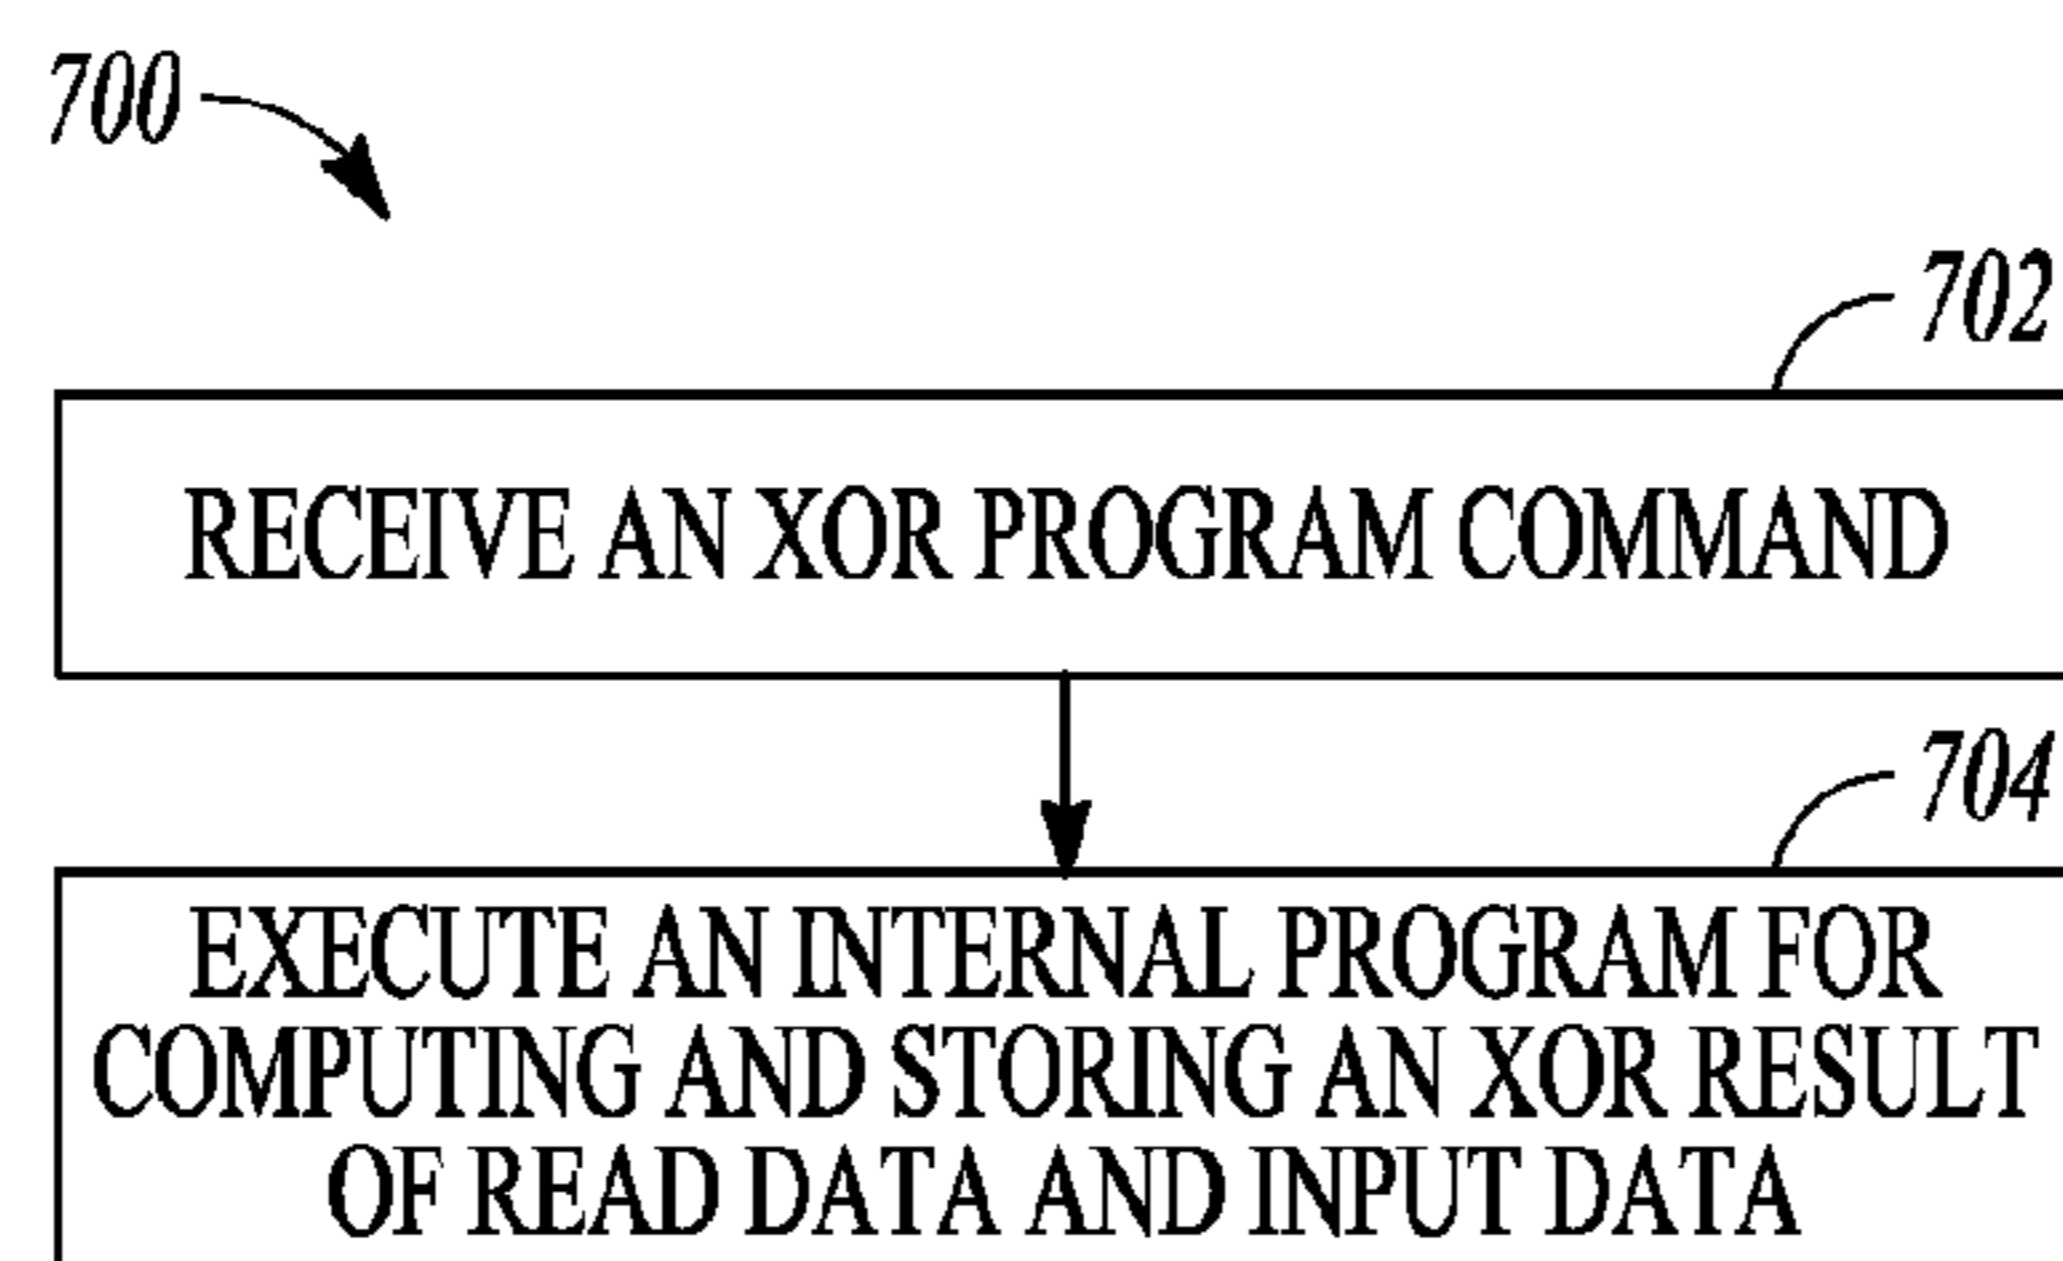 700
702
RECEIVE AN XOR PROGRAM COMMAND
704
EXECUTE AN INTERNAL PROGRAM FOR
COMPUTING AND STORING AN XOR RESULT
OF READ DATA AND INPUT DATA